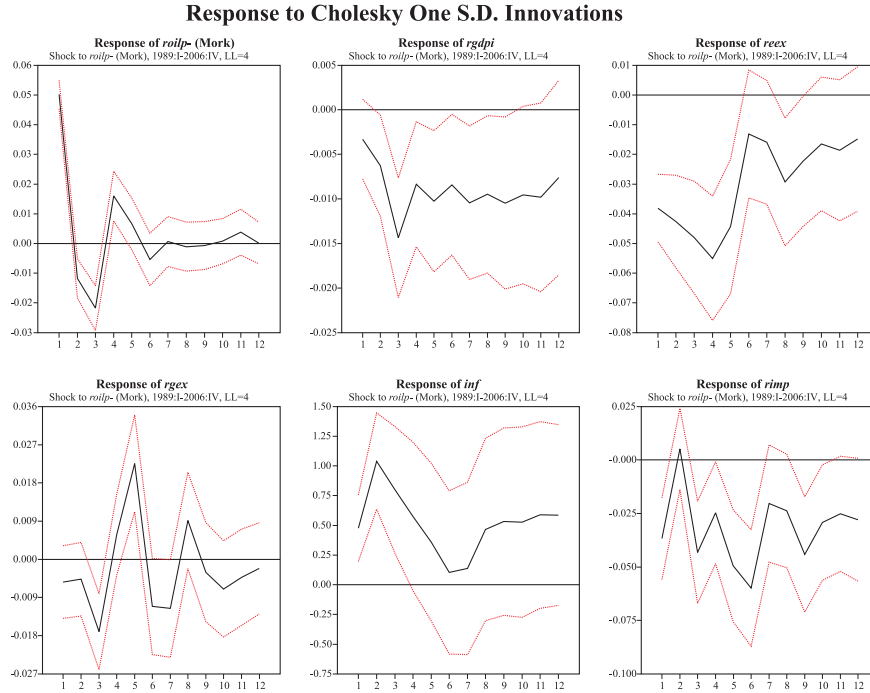 Response to Cholesky One S.D. Innovations
Response of roilp- (Mork)
Shock to roilp- (Mork), 1989:I-2006:IV, LL=4
0.06
0.05
0.04
0.03
0.02
0.01
0.00
-0.01
-0.02
-0.03
1 2 3 4 5 6 7 8 9 10 11 12
Response of rgdpi
Shock to roilp- (Mork), 1989:I-2006:IV, LL=4
0.005
0.000
-0.005
-0.010
-0.015
-0.020
-0.025
1 2 3 4 5 6 7 8 9 10 11 12
Response of reex
Shock to roilp- (Mork), 1989:I-2006:IV, LL=4
0.01
0.00
-0.01
-0.02
-0.03
-0.04
-0.05
-0.06
-0.07
-0.08
1 2 3 4 5 6 7 8 9 10 11 12
Response of rgex
Shock to roilp- (Mork), 1989:I-2006:IV, LL=4
0.036
0.027
0.018
0.009
0.000
-0.009
-0.018
-0.027
1 2 3 4 5 6 7 8 9 10 11 12
Response of inf
Shock to roilp- (Mork), 1989:I-2006:IV, LL=4
1.50
1.25
1.00
0.75
0.50
0.25
0.00
-0.25
-0.50
-0.75
1 2 3 4 5 6 7 8 9 10 11 12
Response of rimp
Shock to roilp- (Mork), 1989:I-2006:IV, LL=4
0.025
-0.000
-0.025
-0.050
-0.075
-0.100
1 2 3 4 5 6 7 8 9 10 11 12